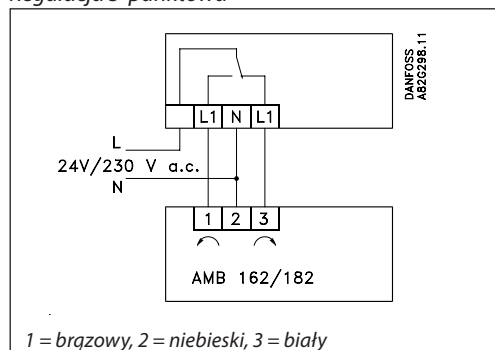 Regulacja 3-punktowa
DANFOSS
A82G298.11
L1 N L1
L
24V/230 V a.c.
N
1 2 3
AMB 162/182
1 = brązowy, 2 = niebieski, 3 = biały